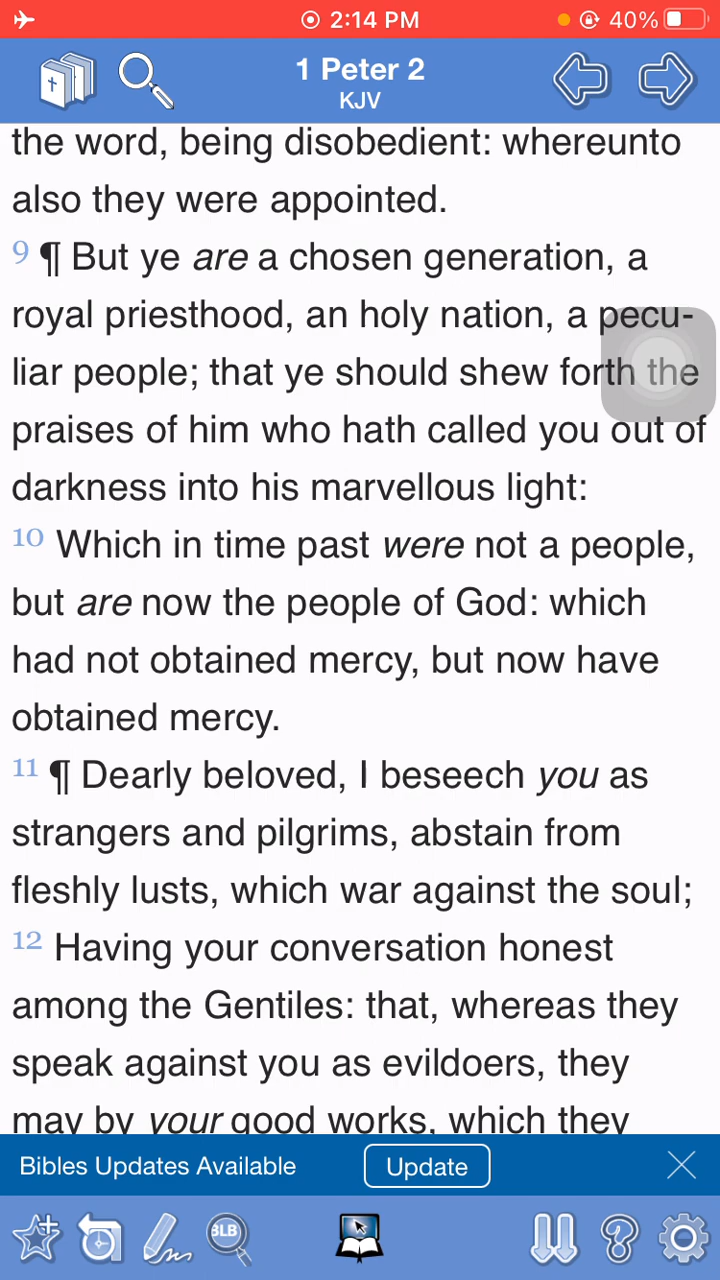 2:14 PM
40%
1 Peter 2
KJV
the word, being disobedient: whereunto
also they were appointed.
9 ¶ But ye are a chosen generation, a
royal priesthood, an holy nation, a pecu-
liar people; that ye should shew forth the
praises of him who hath called you out of
darkness into his marvellous light:
10 Which in time past were not a people,
but are now the people of God: which
had not obtained mercy, but now have
obtained mercy.
11 ¶ Dearly beloved, I beseech you as
strangers and pilgrims, abstain from
fleshly lusts, which war against the soul;
12 Having your conversation honest
among the Gentiles: that, whereas they
speak against you as evildoers, they
may by your good works, which they
Bibles Updates Available
Update
BLB